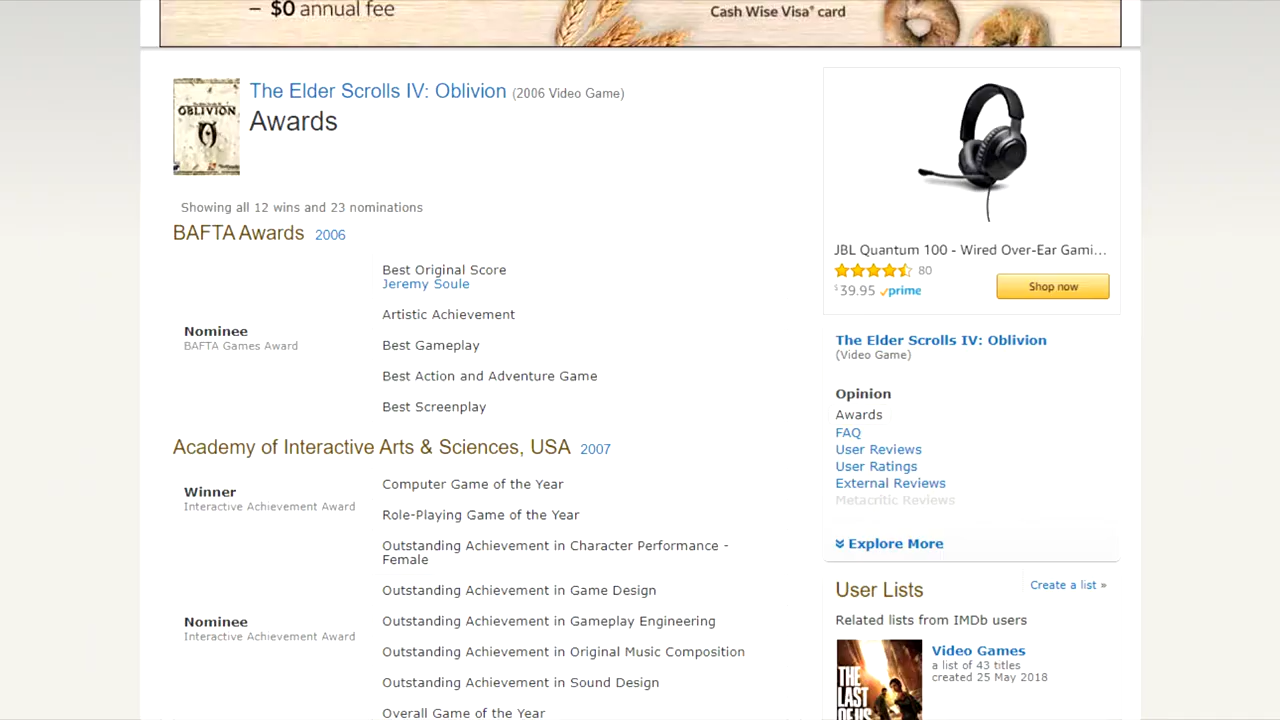 – $0 annual fee
Cash Wise Visa® card
The Elder Scrolls IV: Oblivion (2006 Video Game)
Awards
OBLIVION
Showing all 12 wins and 23 nominations
BAFTA Awards 2006
Best Original Score
Jeremy Soule
Artistic Achievement
Nominee
BAFTA Games Award
Best Gameplay
Best Action and Adventure Game
Best Screenplay
Academy of Interactive Arts & Sciences, USA 2007
Winner
Interactive Achievement Award
Computer Game of the Year
Role-Playing Game of the Year
Outstanding Achievement in Character Performance -
Female
Outstanding Achievement in Game Design
Nominee
Interactive Achievement Award
Outstanding Achievement in Gameplay Engineering
Outstanding Achievement in Original Music Composition
Outstanding Achievement in Sound Design
Overall Game of the Year
JBL Quantum 100 - Wired Over-Ear Gami...
80
$39.95 prime
Shop now
The Elder Scrolls IV: Oblivion
(Video Game)
Opinion
Awards
FAQ
User Reviews
User Ratings
External Reviews
Metacritic Reviews
Explore More
User Lists
Create a list »
Related lists from IMDb users
THE
LAST
DE US
Video Games
a list of 43 titles
created 25 May 2018